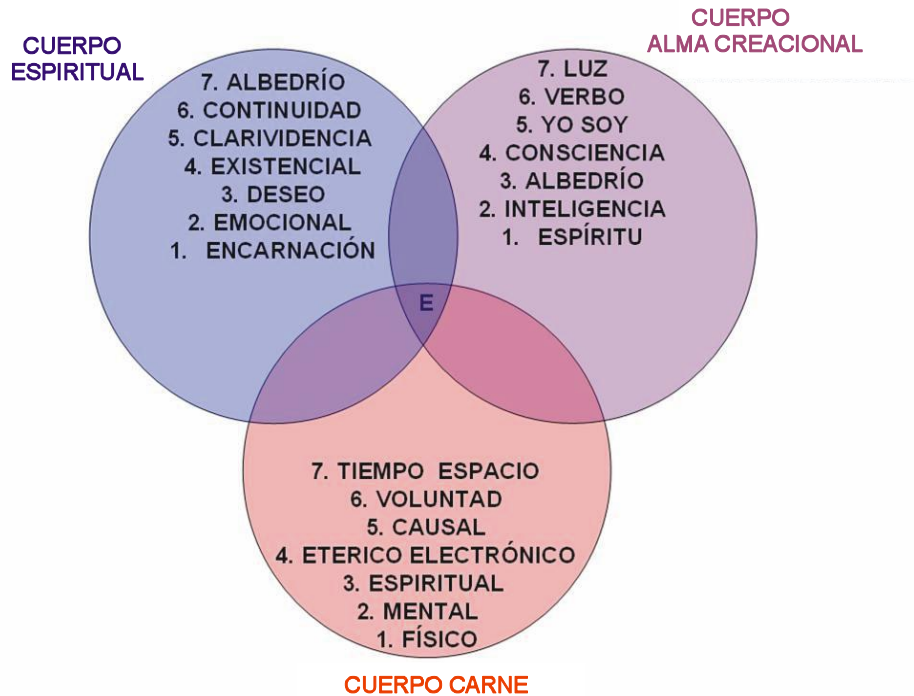 CUERPO
ESPIRITUAL
7. ALBEDRÍO
6. CONTINUIDAD
5. CLARIVIDENCIA
4. EXISTENCIAL
3. DESEO
2. EMOCIONAL
1. ENCARNACIÓN
CUERPO
ALMA CREACIONAL
7. LUZ
6. VERBO
5. YO SOY
4. CONSCIENCIA
3. ALBEDRÍO
2. INTELIGENCIA
1. ESPÍRITU
E
7. TIEMPO ESPACIO
6. VOLUNTAD
5. CAUSAL
4. ETERICO ELECTRÓNICO
3. ESPIRITUAL
2. MENTAL
1. FÍSICO
CUERPO CARNE